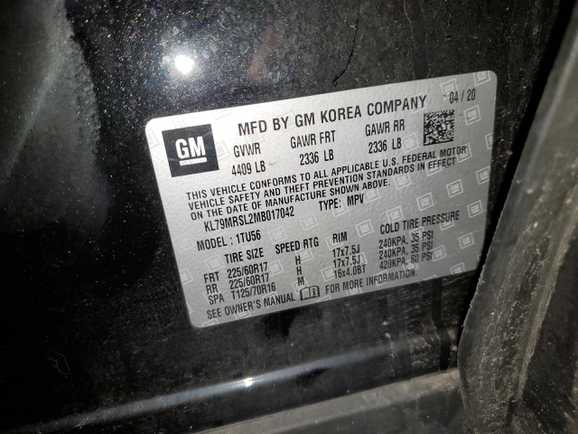 GM
MFD BY GM KOREA COMPANY 04 / 20
GVWR GAWR FRT GAWR RR
4409 LB 2336 LB 2336 LB
THIS VEHICLE CONFORMS TO ALL APPLICABLE U.S. FEDERAL MOTOR
VEHICLE SAFETY AND THEFT PREVENTION STANDARDS IN EFFECT
ON THE DATE OF MANUFACTURE SHOWN ABOVE.
KL79MRSL2MB017042 TYPE: MPV
MODEL : 1TU56
TIRE SIZE SPEED RTG RIM COLD TIRE PRESSURE
FRT 225/60R17 H 17x7.5J 240KPA, 35 PSI
RR 225/60R17 H 17x7.5J 240KPA, 35 PSI
SPA T125/70R16 M 16x4.0BT 420KPA, 60 PSI
SEE OWNER'S MANUAL FOR MORE INFORMATION